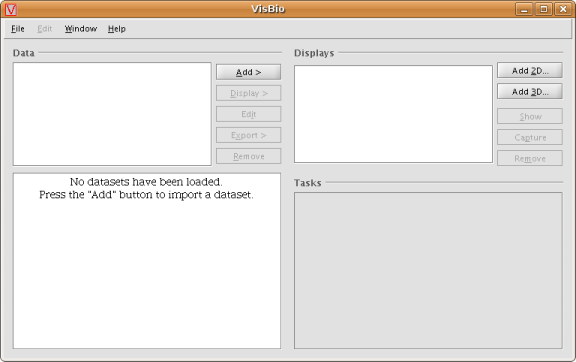 VisBio
File Edit Window Help
Data
Add >
Display >
Edit
Export >
Remove
No datasets have been loaded.
Press the "Add" button to import a dataset.
Displays
Add 2D...
Add 3D...
Show
Capture
Remove
Tasks